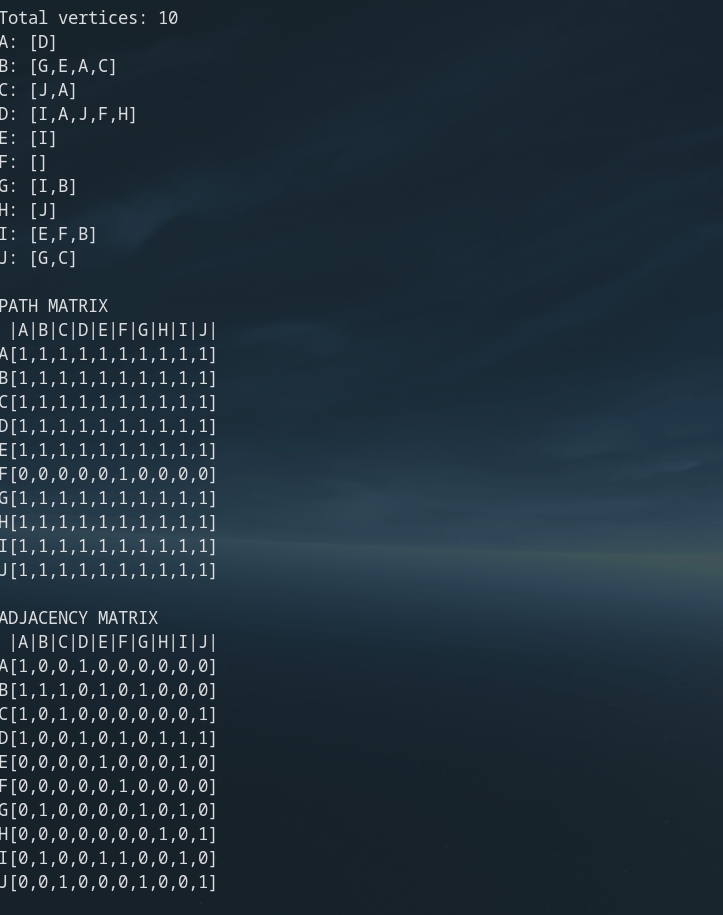 Total vertices: 10
A: [D]
B: [G,E,A,C]
C: [J,A]
D: [I,A,J,F,H]
E: [I]
F: []
G: [I,B]
H: [J]
I: [E,F,B]
J: [G,C]
PATH MATRIX
 |A|B|C|D|E|F|G|H|I|J|
A[1,1,1,1,1,1,1,1,1,1]
B[1,1,1,1,1,1,1,1,1,1]
C[1,1,1,1,1,1,1,1,1,1]
D[1,1,1,1,1,1,1,1,1,1]
E[1,1,1,1,1,1,1,1,1,1]
F[0,0,0,0,0,1,0,0,0,0]
G[1,1,1,1,1,1,1,1,1,1]
H[1,1,1,1,1,1,1,1,1,1]
I[1,1,1,1,1,1,1,1,1,1]
J[1,1,1,1,1,1,1,1,1,1]
ADJACENCY MATRIX
 |A|B|C|D|E|F|G|H|I|J|
A[1,0,0,1,0,0,0,0,0,0]
B[1,1,1,0,1,0,1,0,0,0]
C[1,0,1,0,0,0,0,0,0,1]
D[1,0,0,1,0,1,0,1,1,1]
E[0,0,0,0,1,0,0,0,1,0]
F[0,0,0,0,0,1,0,0,0,0]
G[0,1,0,0,0,0,1,0,1,0]
H[0,0,0,0,0,0,0,1,0,1]
I[0,1,0,0,1,1,0,0,1,0]
J[0,0,1,0,0,0,1,0,0,1]